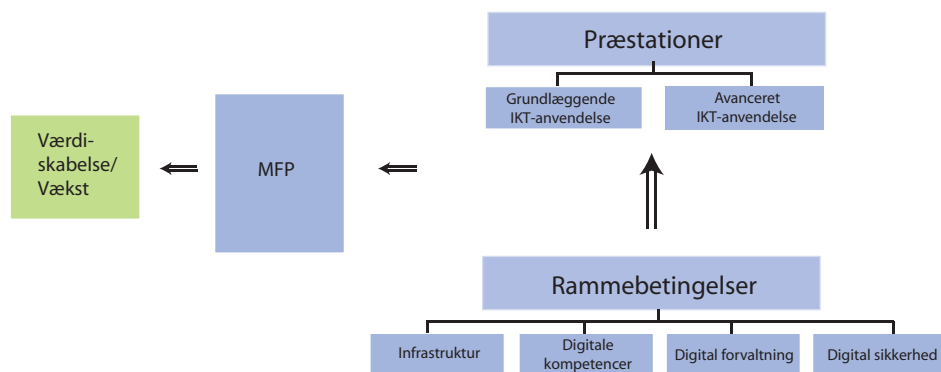 Præstationer
Grundlæggende
IKT-anvendelse
Avanceret
IKT-anvendelse
Værdi-
skabelse/
Vækst
MFP
Rammebetingelser
Infrastruktur
Digitale
kompetencer
Digital forvaltning
Digital sikkerhed